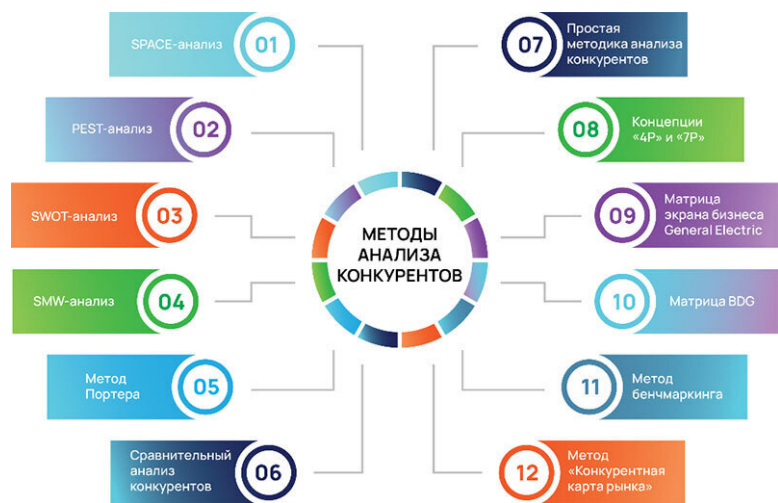 SPACE-анализ
01
PEST-анализ
02
SWOT-анализ
03
SMW-анализ
04
Метод
Портера
05
Сравнительный
анализ
конкурентов
06
МЕТОДЫ
АНАЛИЗА
КОНКУРЕНТОВ
07
Простая
методика анализа
конкурентов
08
Концепции
«4P» и «7P»
09
Матрица
экрана бизнеса
General Electric
10
Матрица BDG
11
Метод
бенчмаркинга
12
Метод
«Конкурентная
карта рынка»